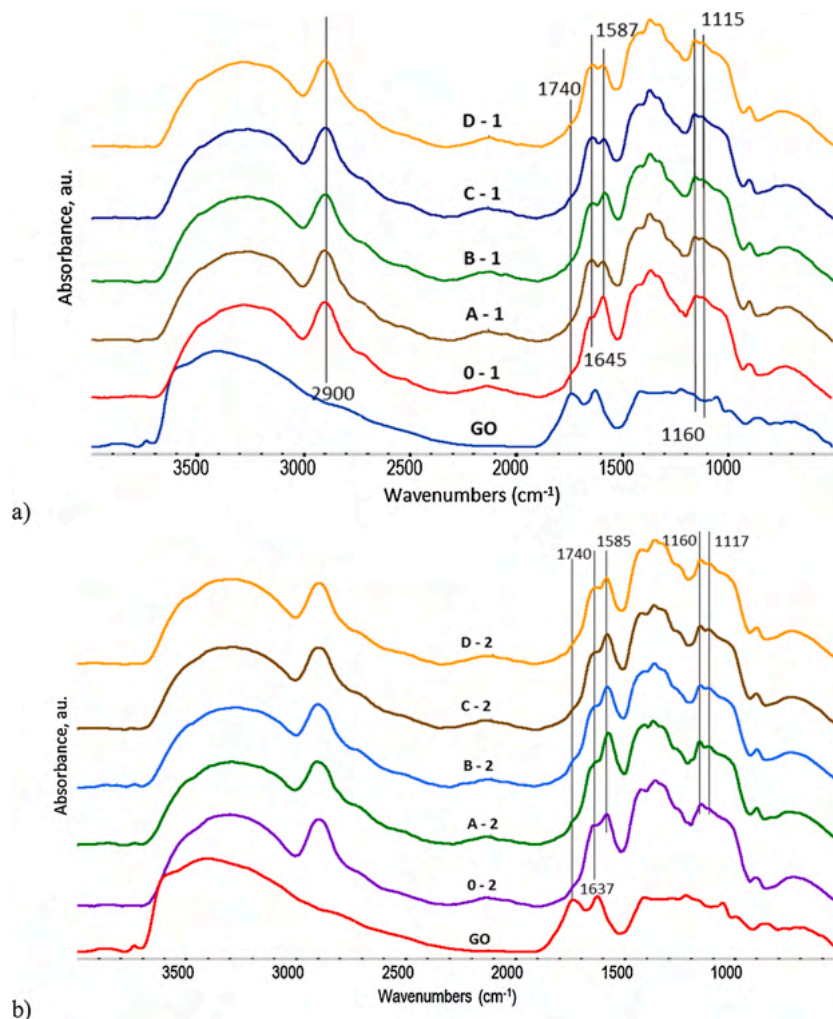 1587
1115
1740
D - 1
C - 1
B - 1
A - 1
1645
0 - 1
2900
1160
GO
Absorbance, au.
3500 3000 2500 2000 1500 1000
Wavenumbers (cm-1)
a)
1740 1585 1160 1117
D - 2
C - 2
B - 2
A - 2
0 - 2
1637
GO
Absorbance, au.
3500 3000 2500 2000 1500 1000
Wavenumbers (cm-1)
b)